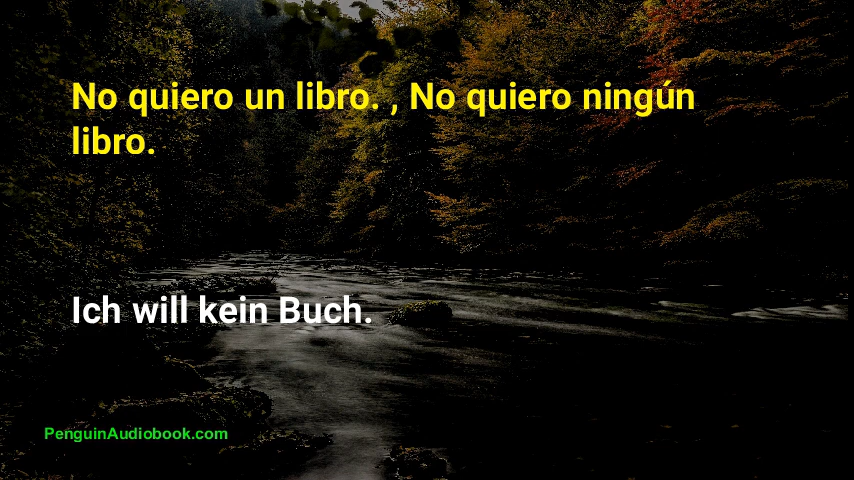 No quiero un libro. , No quiero ningún
libro.
Ich will kein Buch.
PenguinAudiobook.com